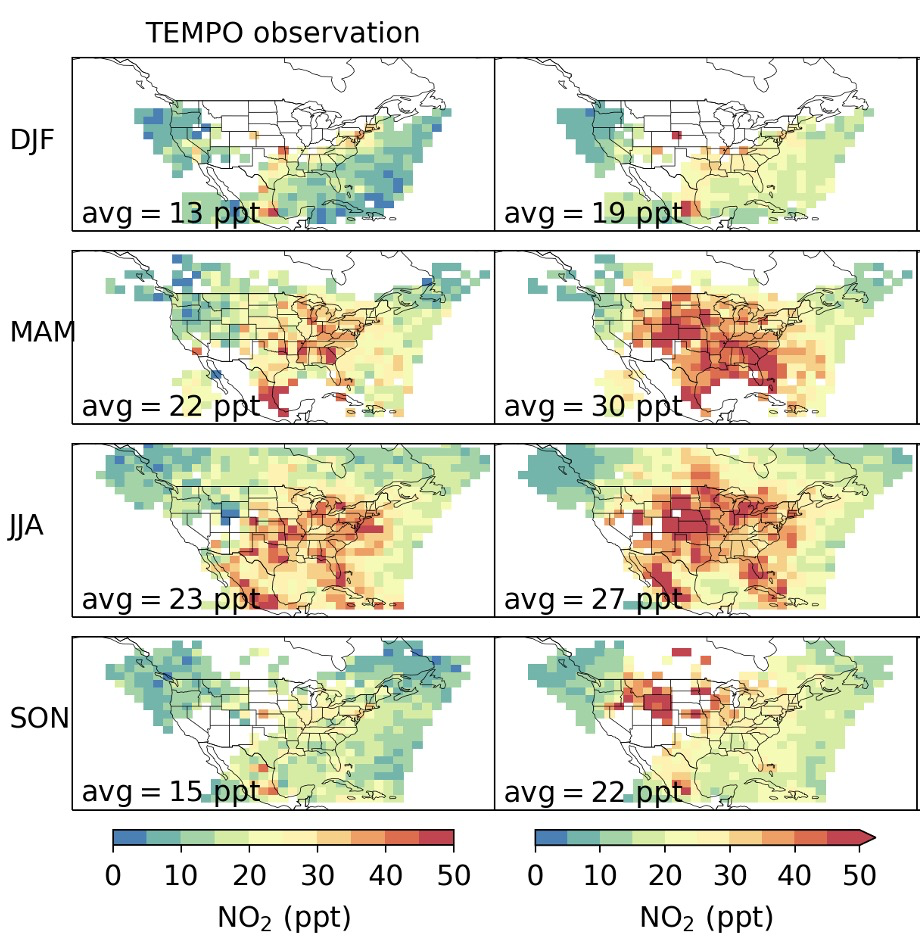 TEMPO observation
DJF
avg = 13 ppt
avg = 19 ppt
MAM
avg = 22 ppt
avg = 30 ppt
JJA
avg = 23 ppt
avg = 27 ppt
SON
avg = 15 ppt
avg = 22 ppt
0 10 20 30 40 50
0 10 20 30 40 50
NO₂ (ppt)
NO₂ (ppt)